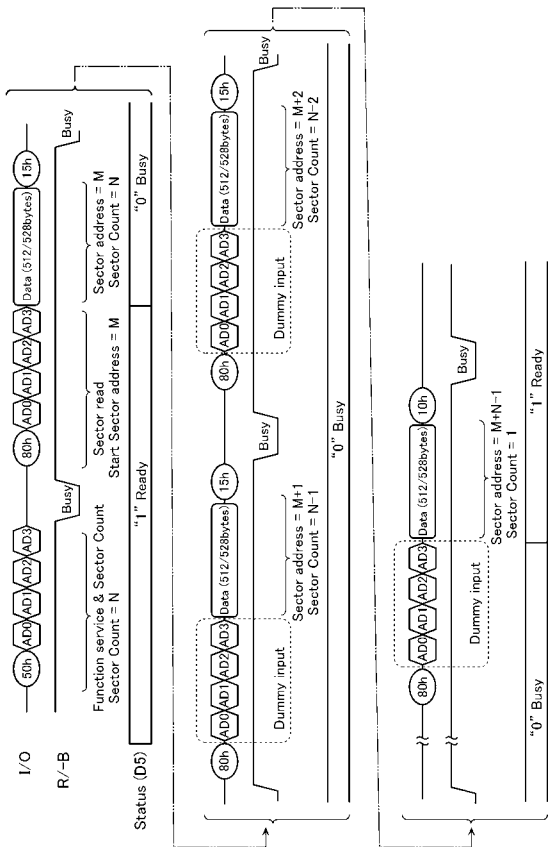 I/O
50h AD0 AD1 AD2 AD3 80h AD0 AD1 AD2 AD3 Data (512/528bytes) 15h
R/-B
Busy Busy
Function service & Sector Count
Sector Count = N
Sector read
Start Sector address = M
Sector address = M
Sector Count = N
Status (D5)
"1" Ready "0" Busy
80h AD0 AD1 AD2 AD3 Data (512/528bytes) 15h 80h AD0 AD1 AD2 AD3 Data (512/528bytes) 15h
Dummy input Busy Dummy input Busy
Sector address = M+1
Sector Count = N-1
Sector address = M+2
Sector Count = N-2
"0" Busy
80h AD0 AD1 AD2 AD3 Data (512/528bytes) 10h
Dummy input Busy
Sector address = M+N-1
Sector Count = 1
"0" Busy "1" Ready